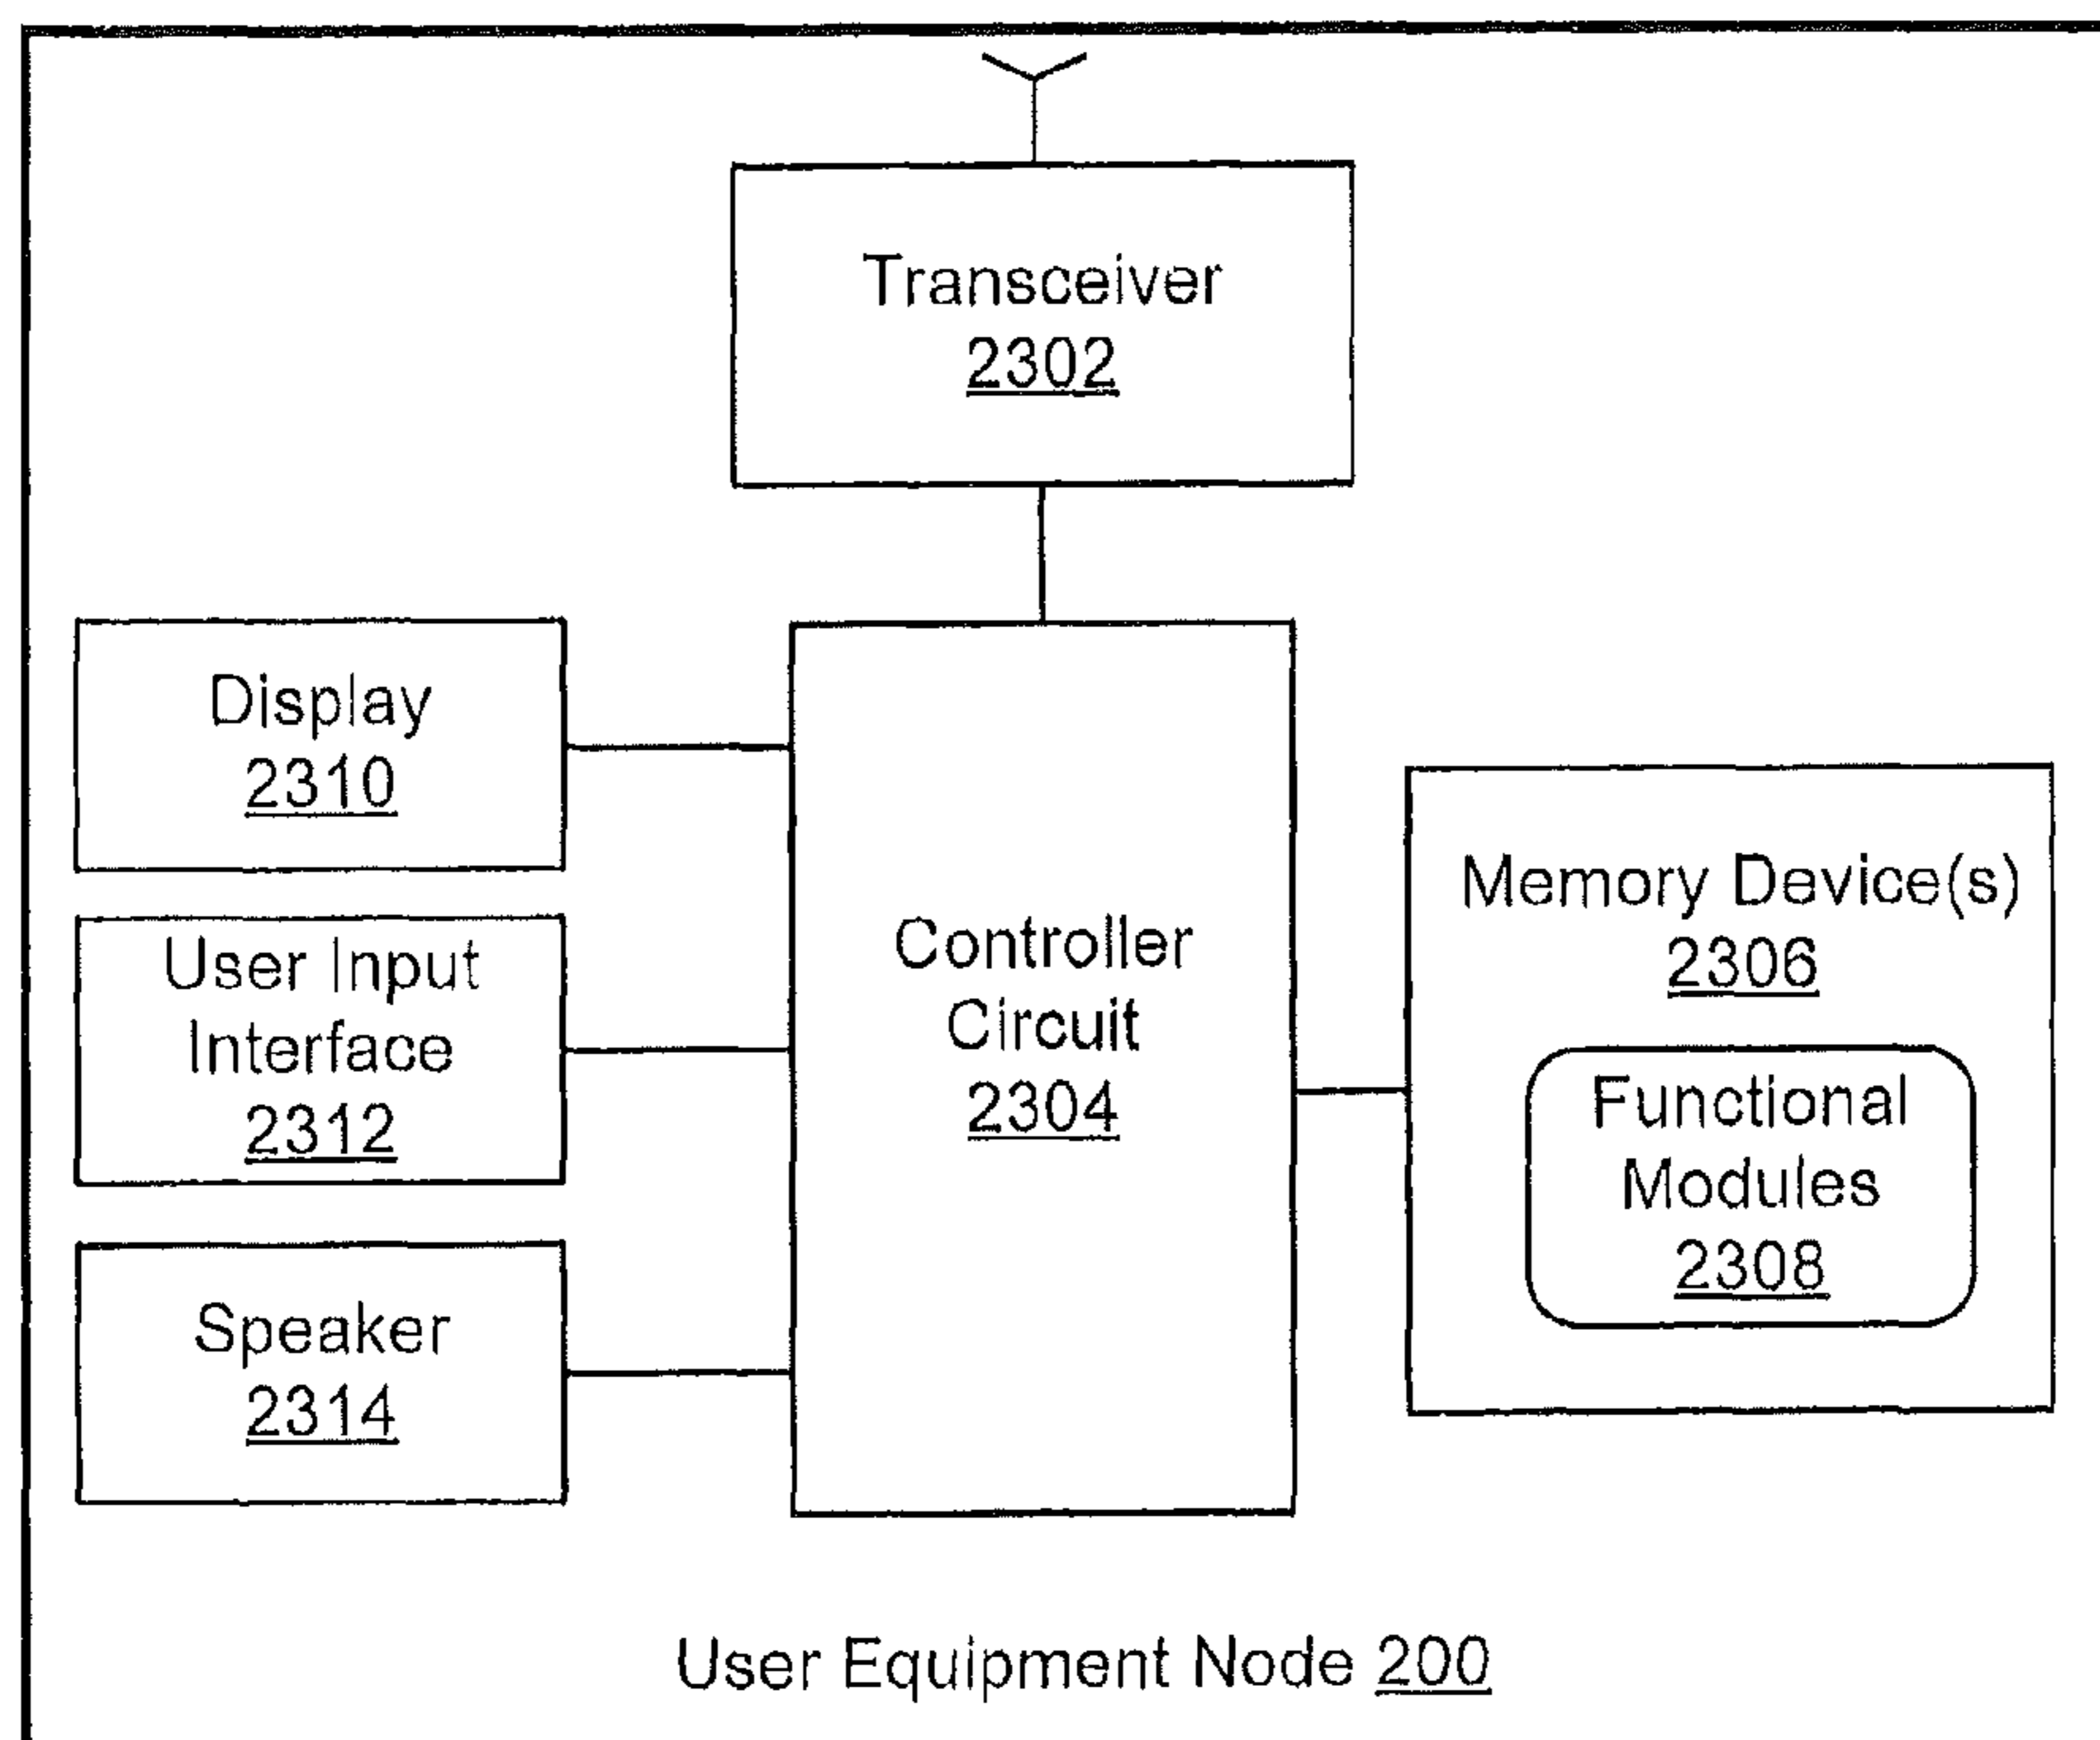 Transceiver
2302
Display
2310
User Input
Interface
2312
Speaker
2314
Controller
Circuit
2304
Memory Device(s)
2306
Functional
Modules
2308
User Equipment Node 200